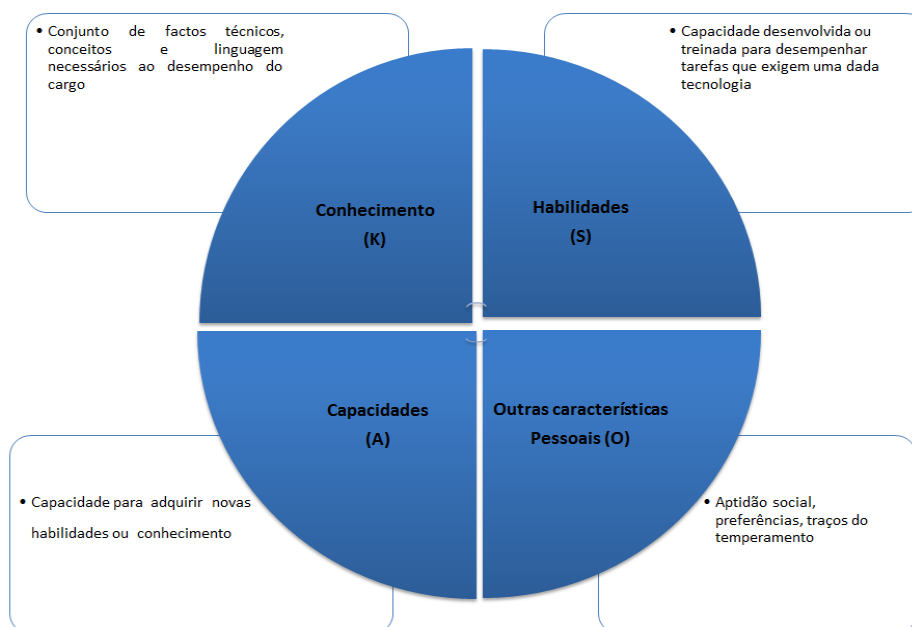 • Conjunto de factos técnicos,
conceitos e linguagem
necessários ao desempenho do
cargo
• Capacidade desenvolvida ou
treinada para desempenhar
tarefas que exigem uma dada
tecnologia
Conhecimento
(K)
Habilidades
(S)
Capacidades
(A)
Outras características
Pessoais (O)
• Capacidade para adquirir novas
habilidades ou conhecimento
• Aptidão social,
preferências, traços do
temperamento